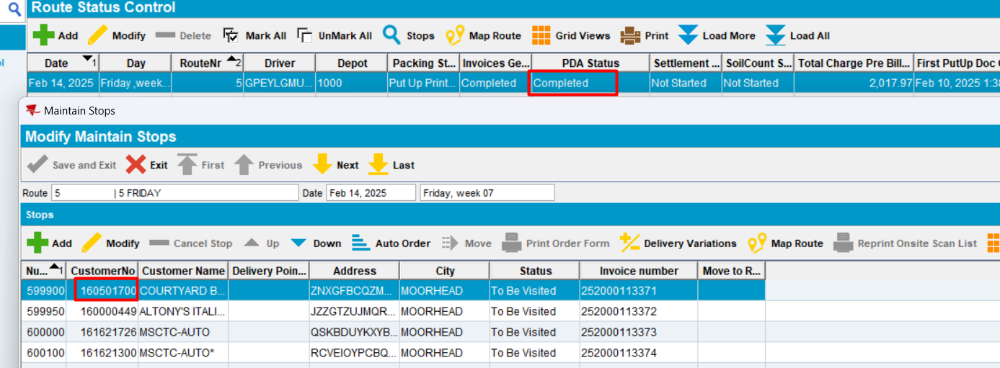 Route Status Control
Add Modify Delete Mark All UnMark All Stops Map Route Grid Views Print Load More Load All
Date 1 Day RouteNr 2 Driver Depot Packing St... Invoices Ge... PDA Status Settlement ... SoilCount S... Total Charge Pre Bill... First PutUp Doc
Feb 14, 2025 Friday ,week... 5 GPEYLGMU... 1000 Put Up Print... Completed Completed Not Started Not Started 2,017.97 Feb 10, 2025 1:38
Maintain Stops
Modify Maintain Stops
Save and Exit Exit First Previous Next Last
Route 5 | 5 FRIDAY Date Feb 14, 2025 Friday, week 07
Stops
Add Modify Cancel Stop Up Down Auto Order Move Print Order Form Delivery Variations Map Route Reprint Onsite Scan List
Nu... 1 CustomerNo Customer Name Delivery Poin... Address City Status Invoice number Move to R...
599900 160501700 COURTYARD B... ZNXGFBCQZM... MOORHEAD To Be Visited 252000113371
599950 160000449 ALTONY'S ITALI... JZZGTZUJMQR... MOORHEAD To Be Visited 252000113372
600000 161621726 MSCTC-AUTO QSKBDUYKXYB... MOORHEAD To Be Visited 252000113373
600100 161621300 MSCTC-AUTO* RCVEIOYPCBQ... MOORHEAD To Be Visited 252000113374